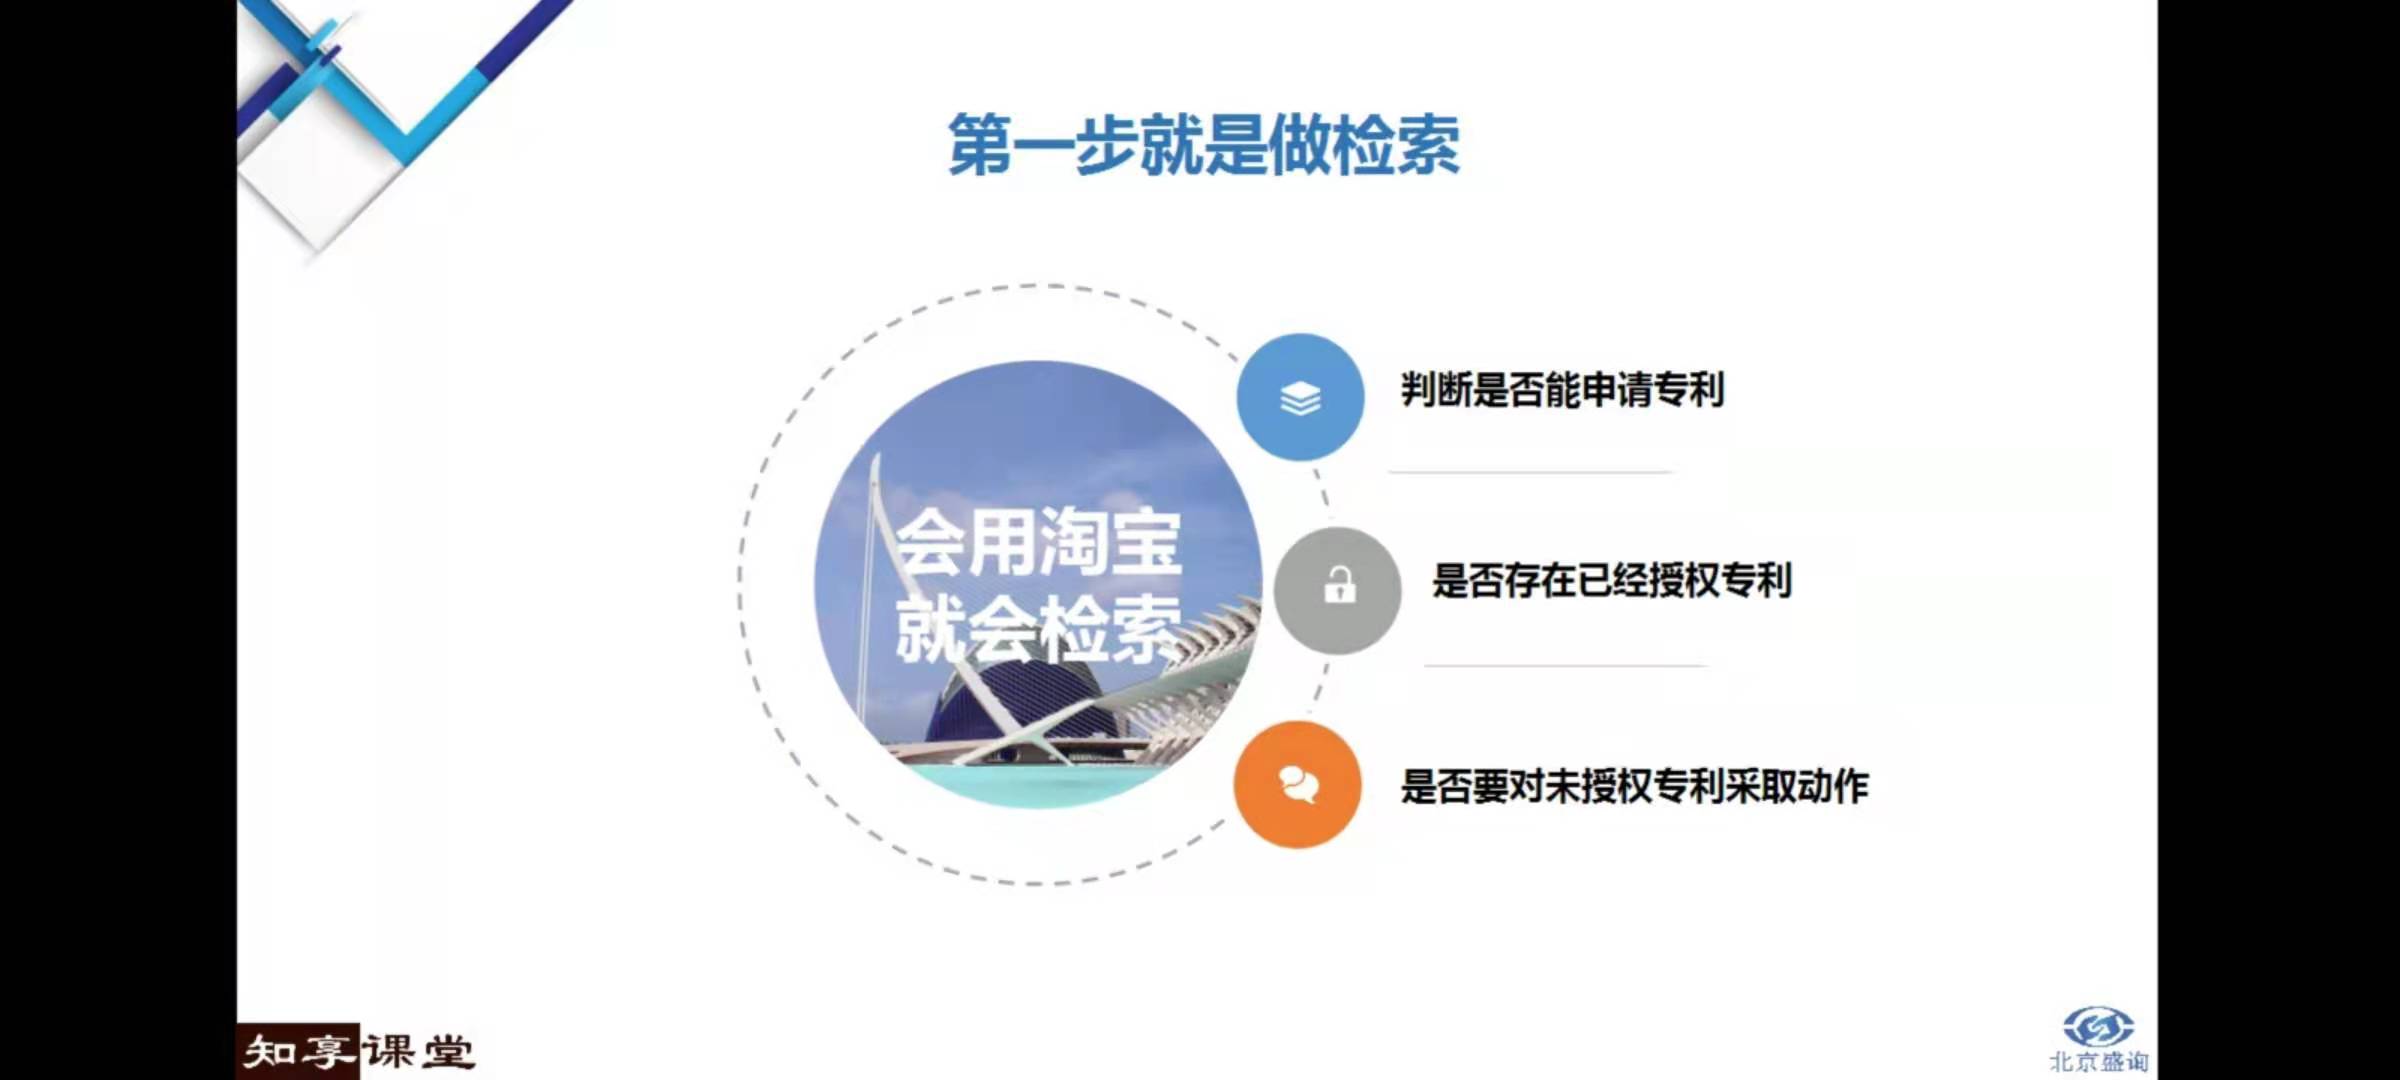 第一步就是做检索
会用淘宝
就会检索
判断是否能申请专利
是否存在已经授权专利
是否要对未授权专利采取动作
知享课堂
北京盛询